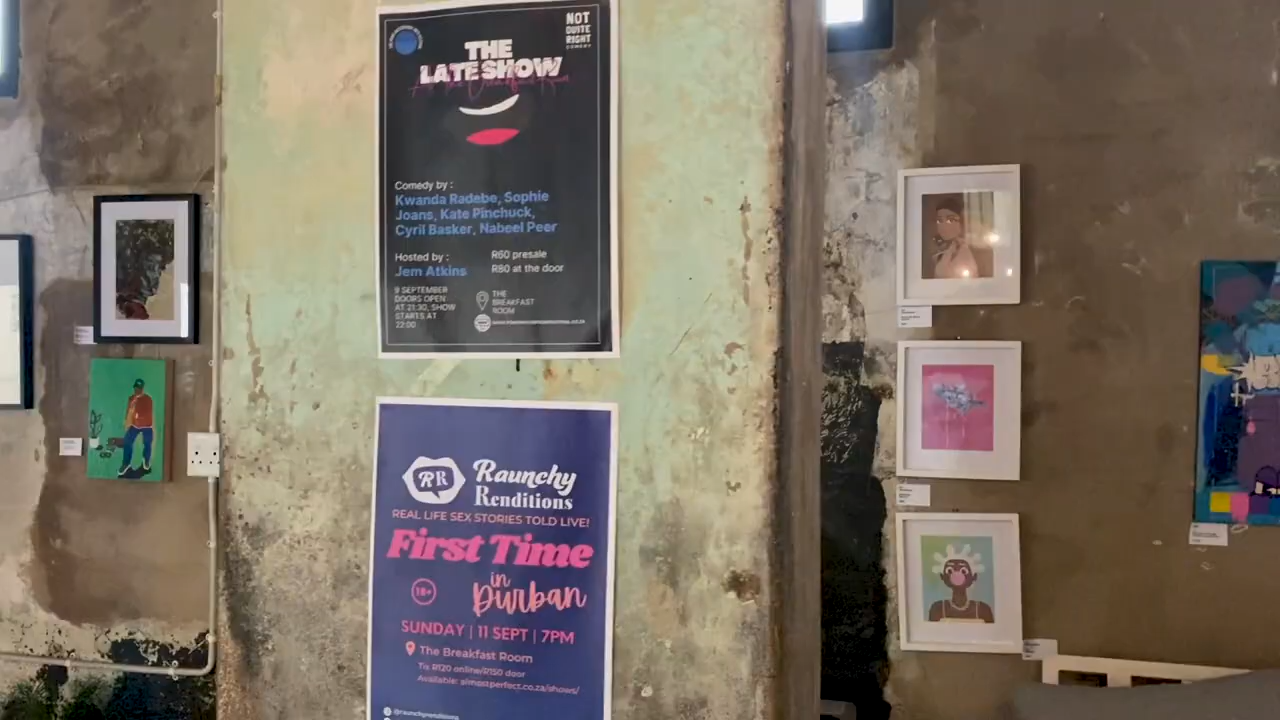 NOT
QUITE
RIGHT
COMEDY
THE
LATE SHOW
Comedy by :
Kwanda Radebe, Sophie
Joans, Kate Pinchuck,
Cyril Basker, Nabeel Peer
Hosted by :
Jem Atkins
R60 presale
R80 at the door
9 SEPTEMBER
DOORS OPEN
AT 21:30, SHOW
STARTS AT
22:00
THE
BREAKFAST
ROOM
RR
Raunchy
Renditions
REAL LIFE SEX STORIES TOLD LIVE!
First Time
in
Durban
18+
SUNDAY | 11 SEPT | 7PM
The Breakfast Room
Tix R120 online/R150 door
Available: almostperfect.co.za/shows/
@raunchyrenditions